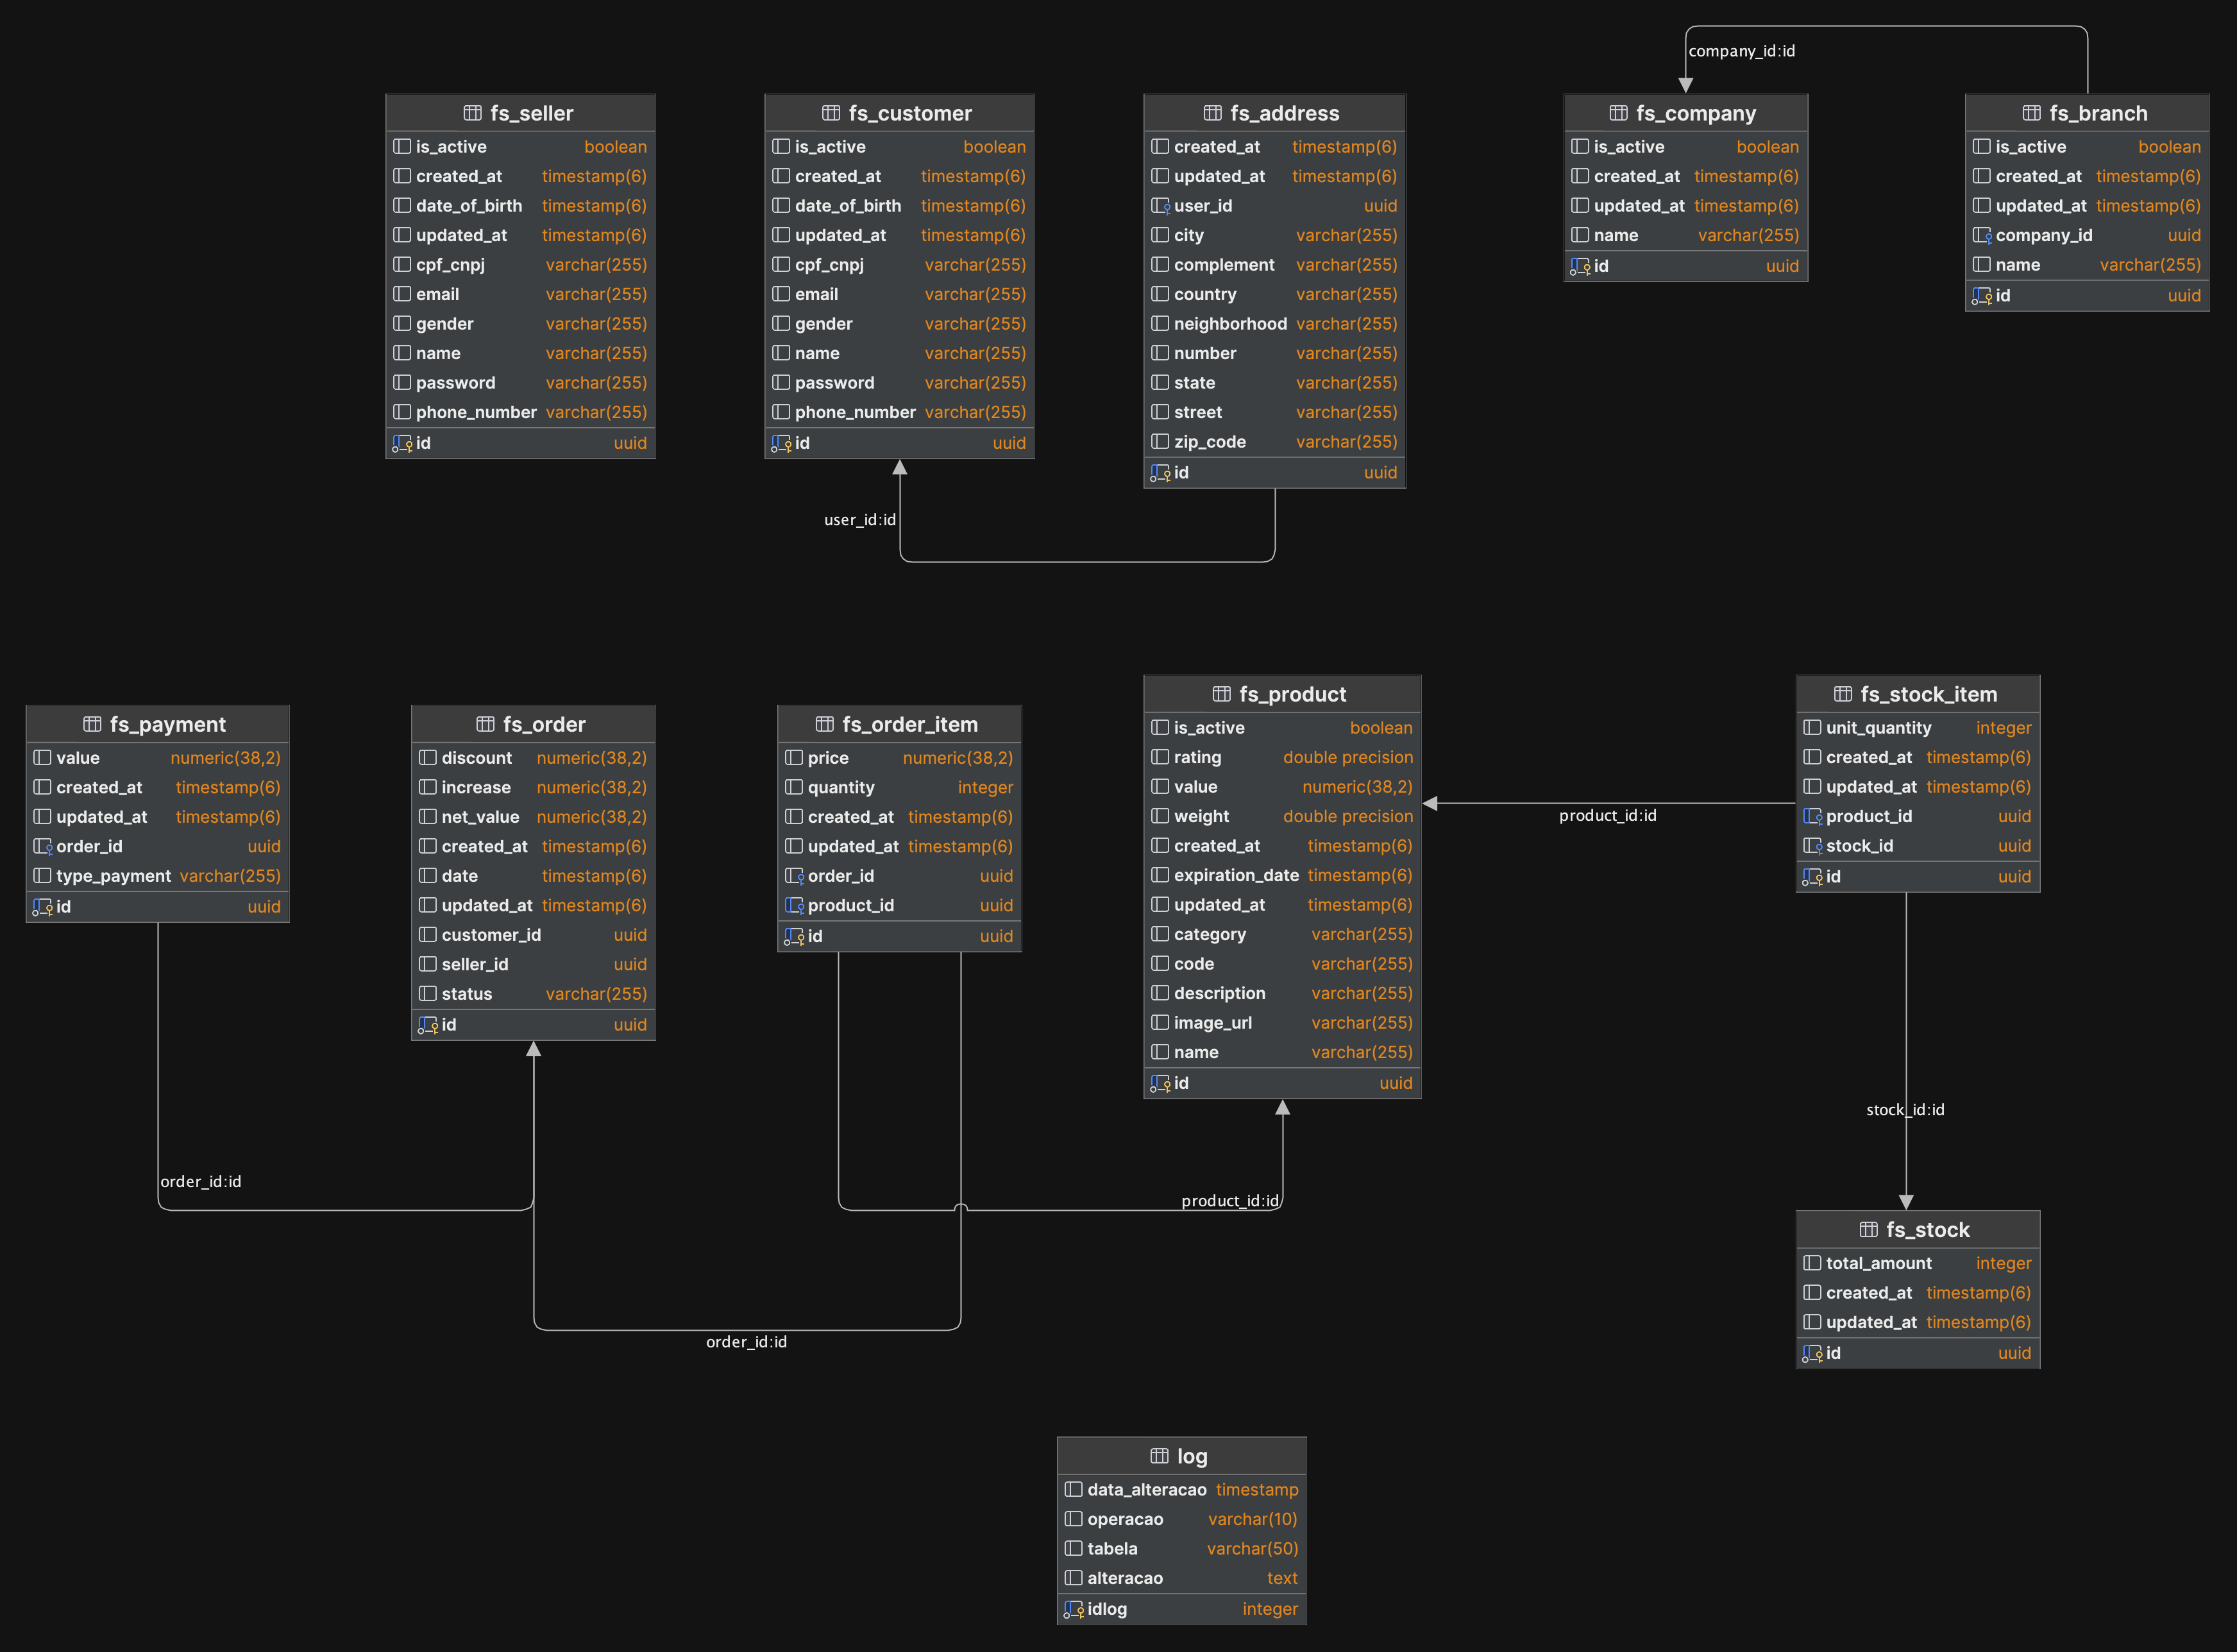 company_id:id
fs_seller
is_active boolean
created_at timestamp(6)
date_of_birth timestamp(6)
updated_at timestamp(6)
cpf_cnpj varchar(255)
email varchar(255)
gender varchar(255)
name varchar(255)
password varchar(255)
phone_number varchar(255)
id uuid
fs_customer
is_active boolean
created_at timestamp(6)
date_of_birth timestamp(6)
updated_at timestamp(6)
cpf_cnpj varchar(255)
email varchar(255)
gender varchar(255)
name varchar(255)
password varchar(255)
phone_number varchar(255)
id uuid
fs_address
created_at timestamp(6)
updated_at timestamp(6)
user_id uuid
city varchar(255)
complement varchar(255)
country varchar(255)
neighborhood varchar(255)
number varchar(255)
state varchar(255)
street varchar(255)
zip_code varchar(255)
id uuid
fs_company
is_active boolean
created_at timestamp(6)
updated_at timestamp(6)
name varchar(255)
id uuid
fs_branch
is_active boolean
created_at timestamp(6)
updated_at timestamp(6)
company_id uuid
name varchar(255)
id uuid
user_id:id
fs_payment
value numeric(38,2)
created_at timestamp(6)
updated_at timestamp(6)
order_id uuid
type_payment varchar(255)
id uuid
fs_order
discount numeric(38,2)
increase numeric(38,2)
net_value numeric(38,2)
created_at timestamp(6)
date timestamp(6)
updated_at timestamp(6)
customer_id uuid
seller_id uuid
status varchar(255)
id uuid
fs_order_item
price numeric(38,2)
quantity integer
created_at timestamp(6)
updated_at timestamp(6)
order_id uuid
product_id uuid
id uuid
fs_product
is_active boolean
rating double precision
value numeric(38,2)
weight double precision
created_at timestamp(6)
expiration_date timestamp(6)
updated_at timestamp(6)
category varchar(255)
code varchar(255)
description varchar(255)
image_url varchar(255)
name varchar(255)
id uuid
product_id:id
fs_stock_item
unit_quantity integer
created_at timestamp(6)
updated_at timestamp(6)
product_id uuid
stock_id uuid
id uuid
stock_id:id
order_id:id
product_id:id
order_id:id
fs_stock
total_amount integer
created_at timestamp(6)
updated_at timestamp(6)
id uuid
log
data_alteracao timestamp
operacao varchar(10)
tabela varchar(50)
alteracao text
idlog integer